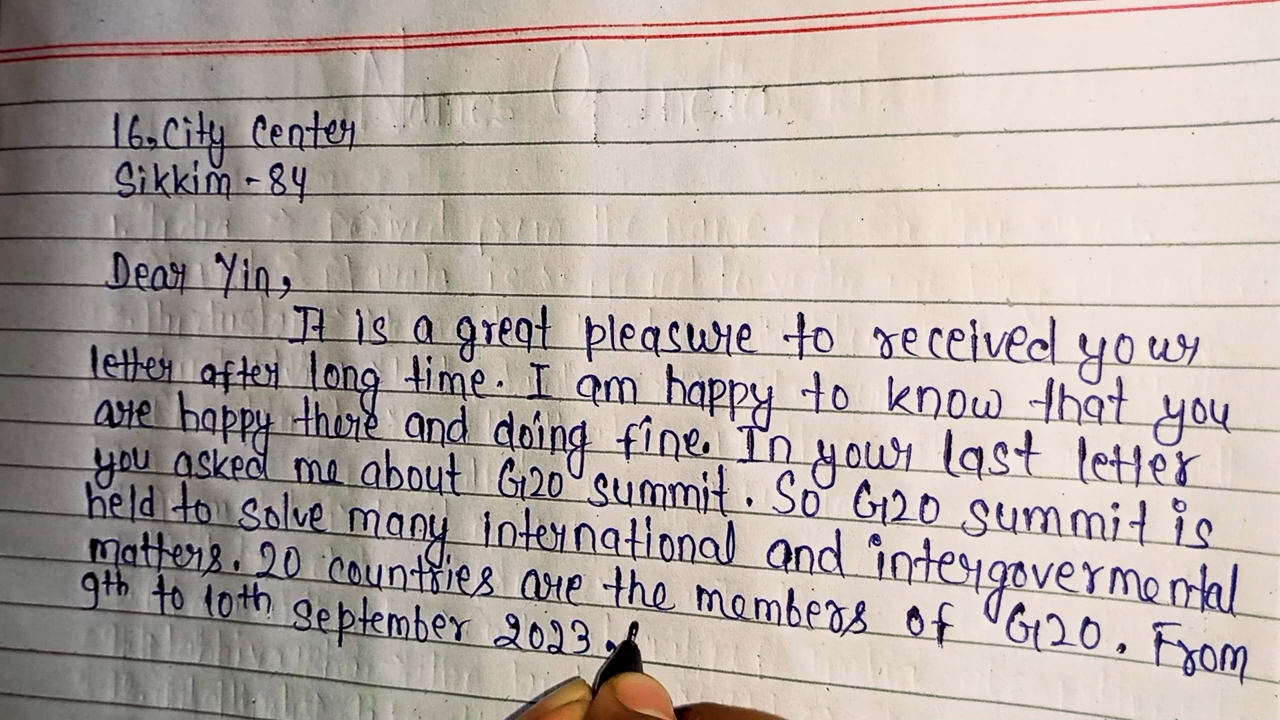 16, City Center
Sikkim - 84
Dear Yin,
It is a great pleasure to received your
letter after long time. I am happy to know that you
are happy there and doing fine. In your last letter
you asked me about G20 summit. So G20 summit is
held to solve many international and intergovermental
matters. 20 countries are the members of G20. From
9th to 10th September 2023.